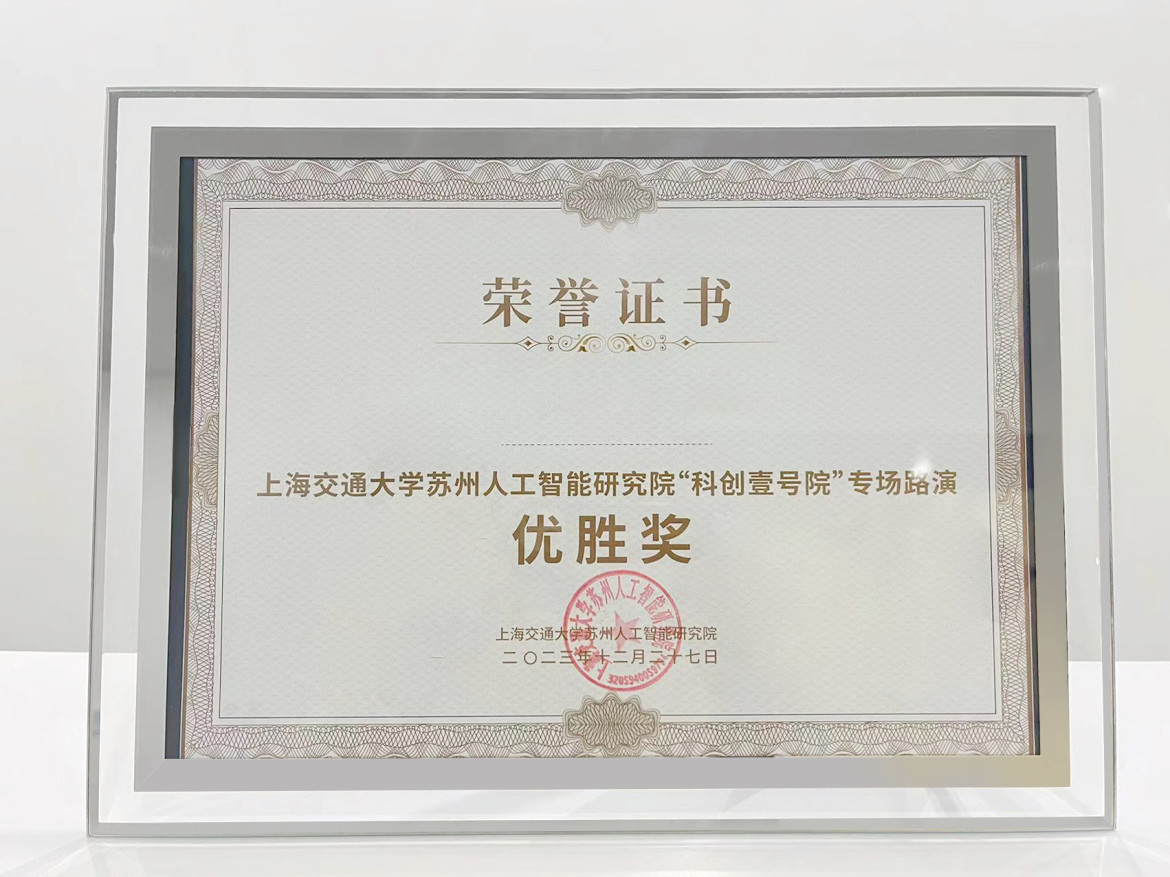 荣誉证书
上海交通大学苏州人工智能研究院“科创壹号院”专场路演
优胜奖
上海交通大学苏州人工智能研究院
二〇二三年十二月二十七日